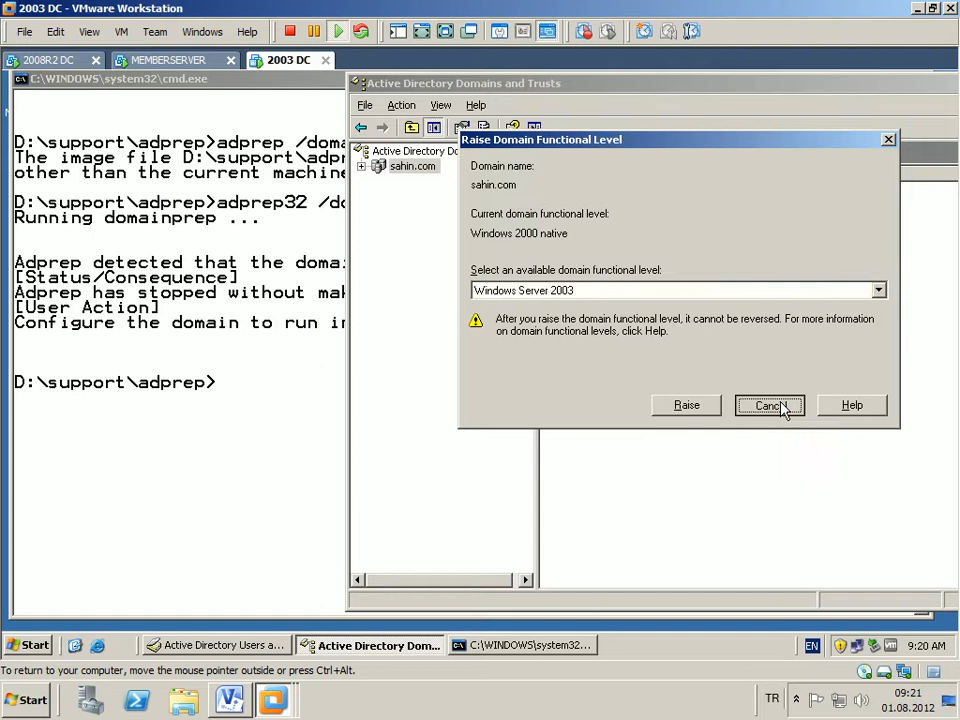 2003 DC - VMware Workstation
File Edit View VM Team Windows Help
2008R2 DC
MEMBERSERVER
2003 DC
C:\WINDOWS\system32\cmd.exe
D:\support\adprep>adprep /doma
The image file D:\support\adpr
other than the current machine
D:\support\adprep>adprep32 /do
Running domainprep ...
Adprep detected that the domai
[Status/Consequence]
Adprep has stopped without mak
[User Action]
Configure the domain to run in
D:\support\adprep>
Active Directory Domains and Trusts
File Action View Help
Active Directory Do
sahin.com
Raise Domain Functional Level
Domain name:
sahin.com
Current domain functional level:
Windows 2000 native
Select an available domain functional level:
Windows Server 2003
After you raise the domain functional level, it cannot be reversed. For more information
on domain functional levels, click Help.
Raise
Cancel
Help
Start
Active Directory Users a...
Active Directory Dom...
C:\WINDOWS\system32...
EN
9:20 AM
To return to your computer, move the mouse pointer outside or press Ctrl+Alt.
Start
TR
09:21
01.08.2012